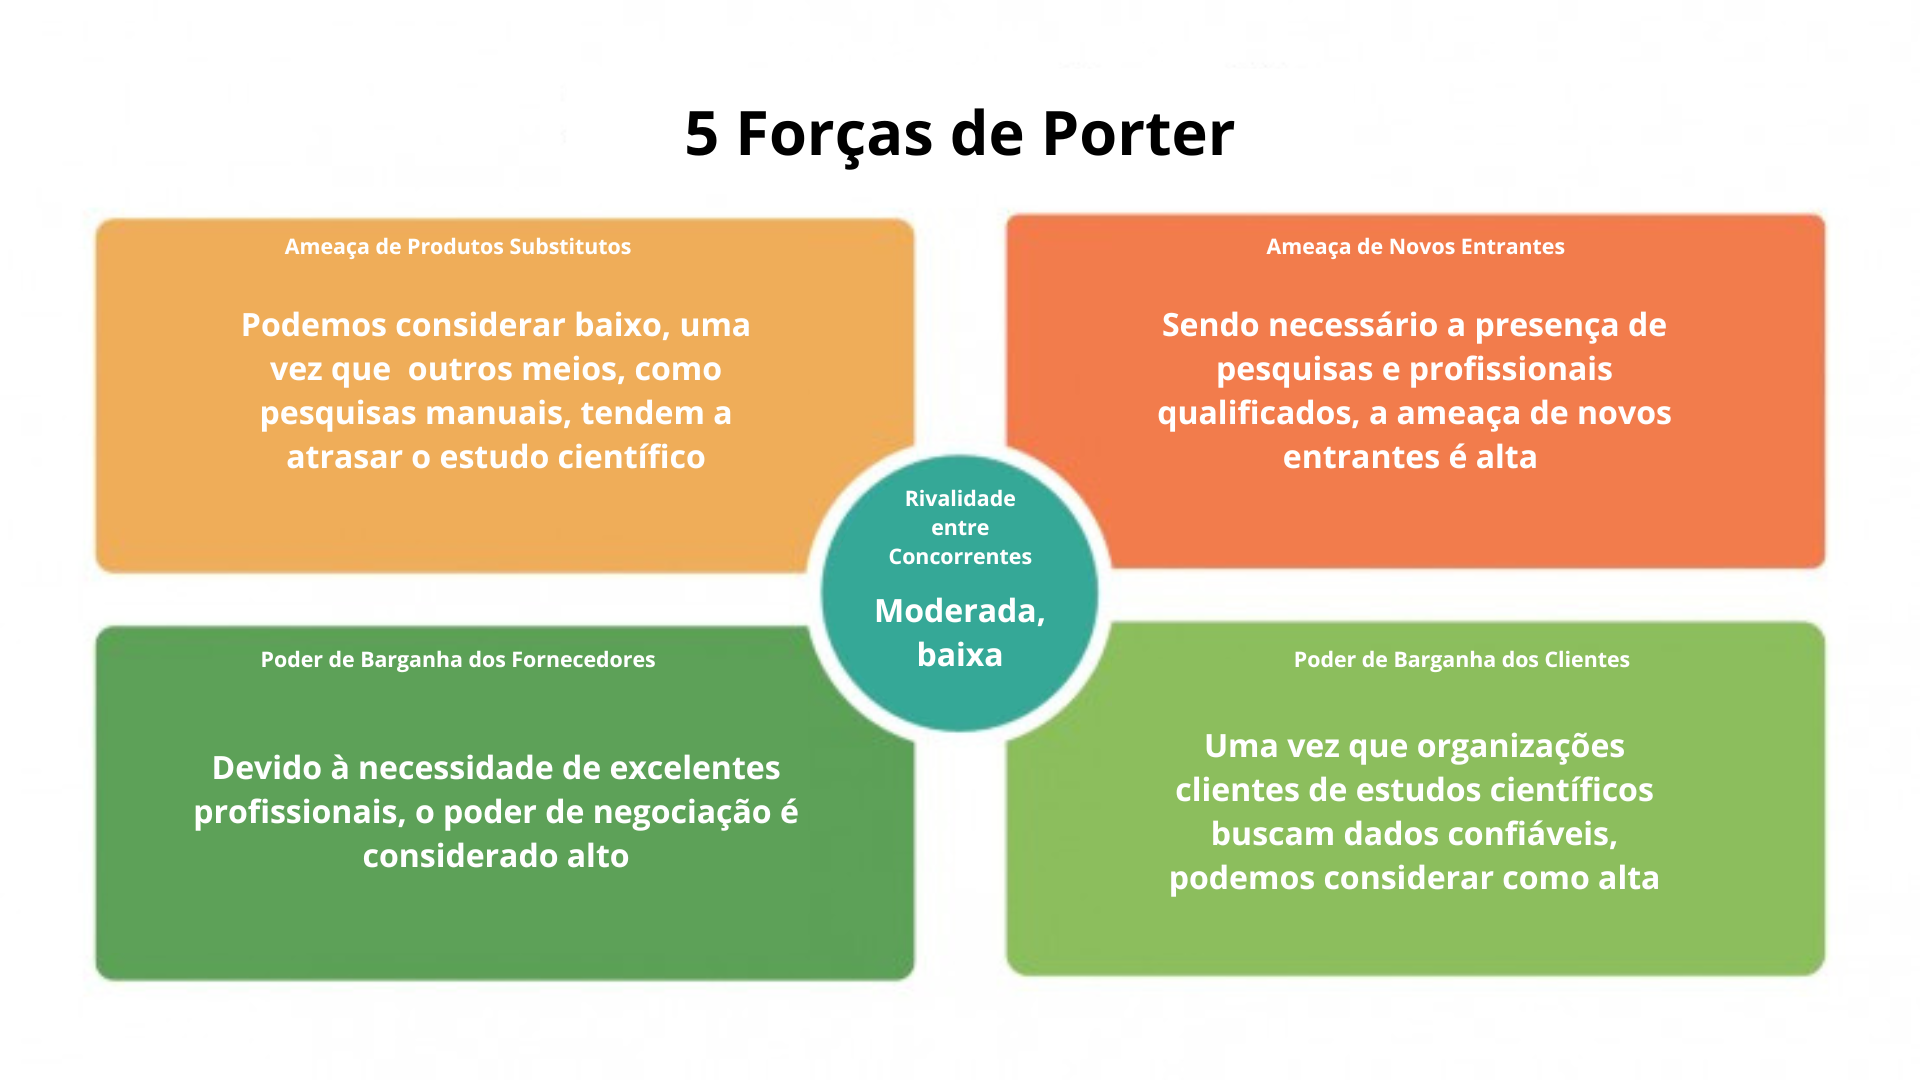 5 Forças de Porter
Ameaça de Produtos Substitutos
Podemos considerar baixo, uma
vez que  outros meios, como
pesquisas manuais, tendem a
atrasar o estudo científico
Ameaça de Novos Entrantes
Sendo necessário a presença de
pesquisas e profissionais
qualificados, a ameaça de novos
entrantes é alta
Rivalidade
entre
Concorrentes
Moderada,
baixa
Poder de Barganha dos Fornecedores
Devido à necessidade de excelentes
profissionais, o poder de negociação é
considerado alto
Poder de Barganha dos Clientes
Uma vez que organizações
clientes de estudos científicos
buscam dados confiáveis,
podemos considerar como alta